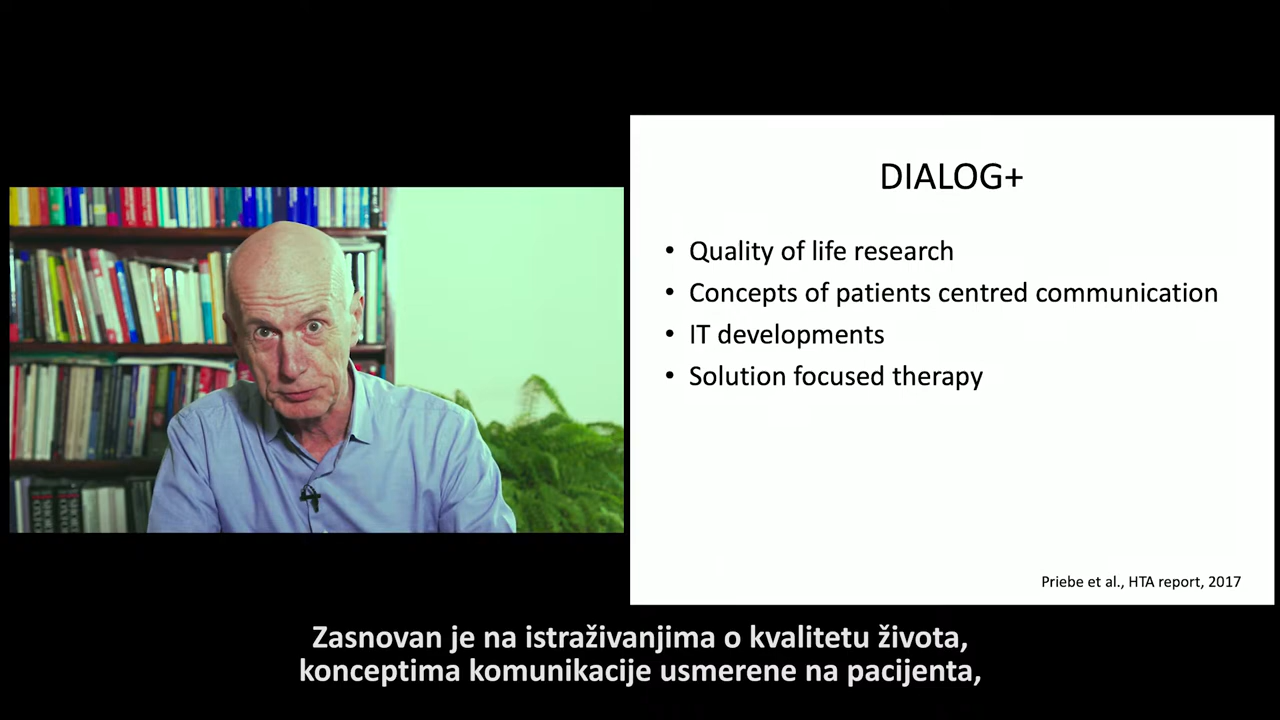 DIALOG+
• Quality of life research
• Concepts of patients centred communication
• IT developments
• Solution focused therapy
Priebe et al., HTA report, 2017
Zasnovan je na istraživanjima o kvalitetu života,
konceptima komunikacije usmerene na pacijenta,